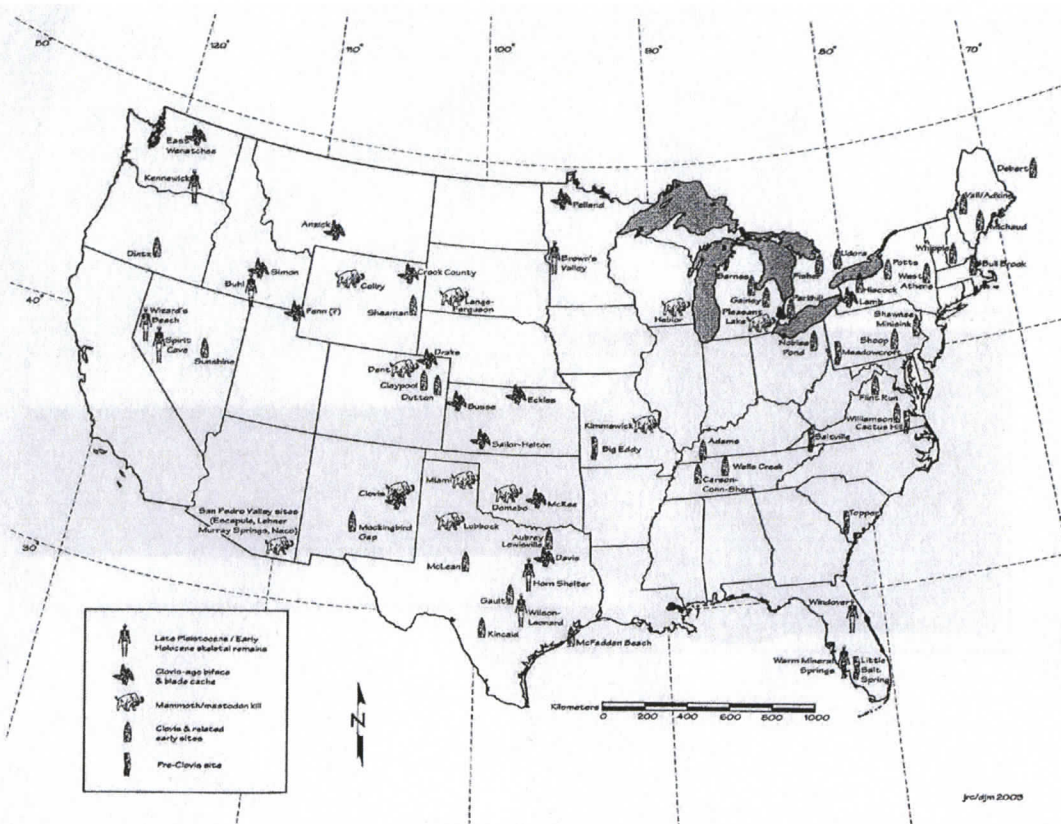 50°
120°
110°
100°
90°
80°
70°
East
Wenatchee
Kennewick
Dietz
Anzick
Simon
Buhl
Fenn (?)
Colby
Crook County
Sheaman
Lange-
Ferguson
Pelland
Brown's
Valley
40
Wizard's
Beach
Spirit
Cave
Sunshine
Drake
Dent
Claypool
Dutton
Busse
Eckles
Sailor-Helton
Kimmswick
Big Eddy
Hebior
Barnes
Gainey
Pleasant
Lake
Fisher
Parkhill
Udora
Potts
Hiscock
Lamb
West
Athens
Whipple
Vail/Adkins
Debert
Michaud
Bull Brook
Shawnee
Minisink
Shoop
Nobles
Pond
Meadowcroft
Flint Run
Williamson
Cactus Hill
Saltville
Adams
Wells Creek
Carson-
Conn-Short
Topper
Miami
Clovis
Domebo
Lubbock
Mockingbird
Gap
San Pedro Valley sites
(Escapule, Lehner
Murray Springs, Naco)
30
McLean
Aubrey
Lewisville
Davis
Horn Shelter
Gault
Wilson-
Leonard
Kincaid
McFaddin Beach
Windover
Warm Mineral
Springs
Little
Salt
Spring
Late Pleistocene / Early
Holocene skeletal remains
Clovis-age biface
& blade cache
Mammoth/mastodon kill
Clovis & related
early sites
Pre-Clovis site
N
Kilometers
0 200 400 600 800 1000
jrc/djm 2003